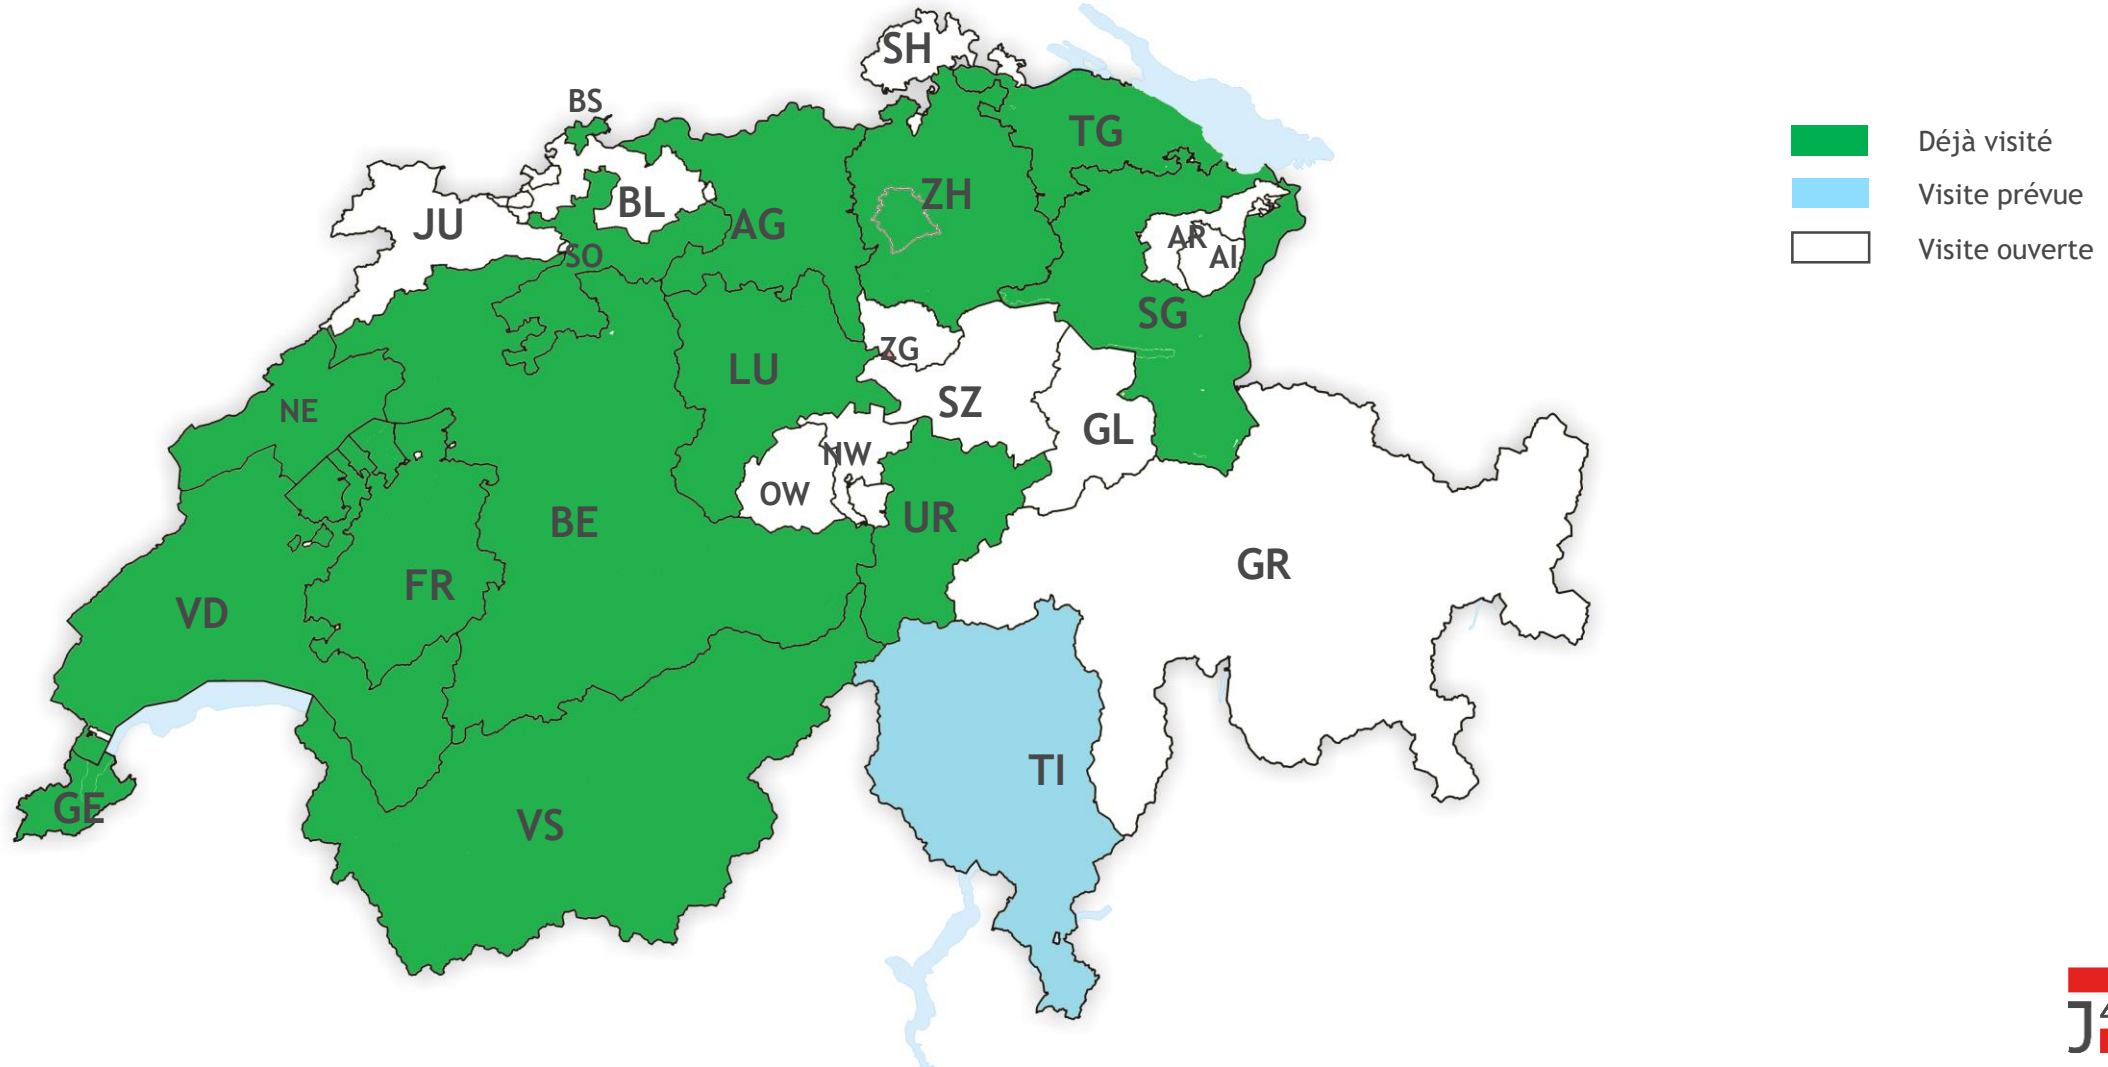 SH
BS
TG
Déjà visité
ZH
Visite prévue
BL
JU
AG
AR
Visite ouverte
SO
AI
SG
ZG
LU
SZ
NE
GL
NW
OW
BE
UR
GR
FR
VD
TI
GE
VS
J4